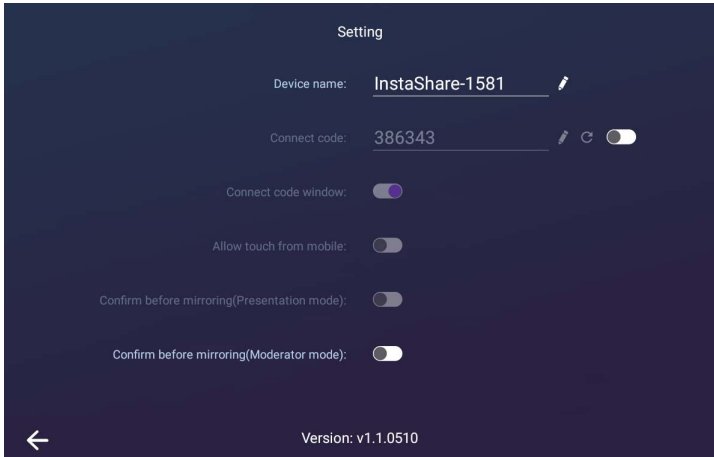 Setting
Device name: InstaShare-1581
Connect code: 386343
Connect code window:
Allow touch from mobile:
Confirm before mirroring(Presentation mode):
Confirm before mirroring(Moderator mode):
Version: v1.1.0510